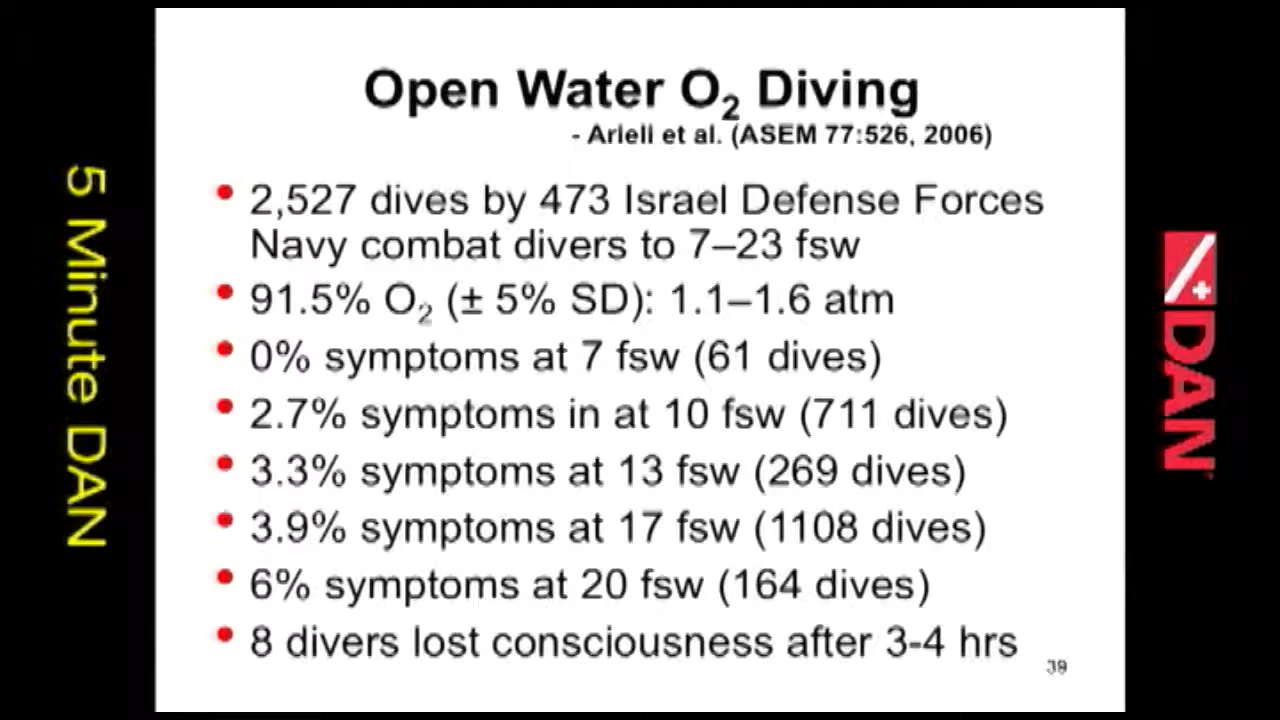 Open Water O₂ Diving
- Arieli et al. (ASEM 77:526, 2006)
• 2,527 dives by 473 Israel Defense Forces
Navy combat divers to 7–23 fsw
• 91.5% O₂ (± 5% SD): 1.1–1.6 atm
• 0% symptoms at 7 fsw (61 dives)
• 2.7% symptoms in at 10 fsw (711 dives)
• 3.3% symptoms at 13 fsw (269 dives)
• 3.9% symptoms at 17 fsw (1108 dives)
• 6% symptoms at 20 fsw (164 dives)
• 8 divers lost consciousness after 3-4 hrs
39
5 Minute DAN
DAN